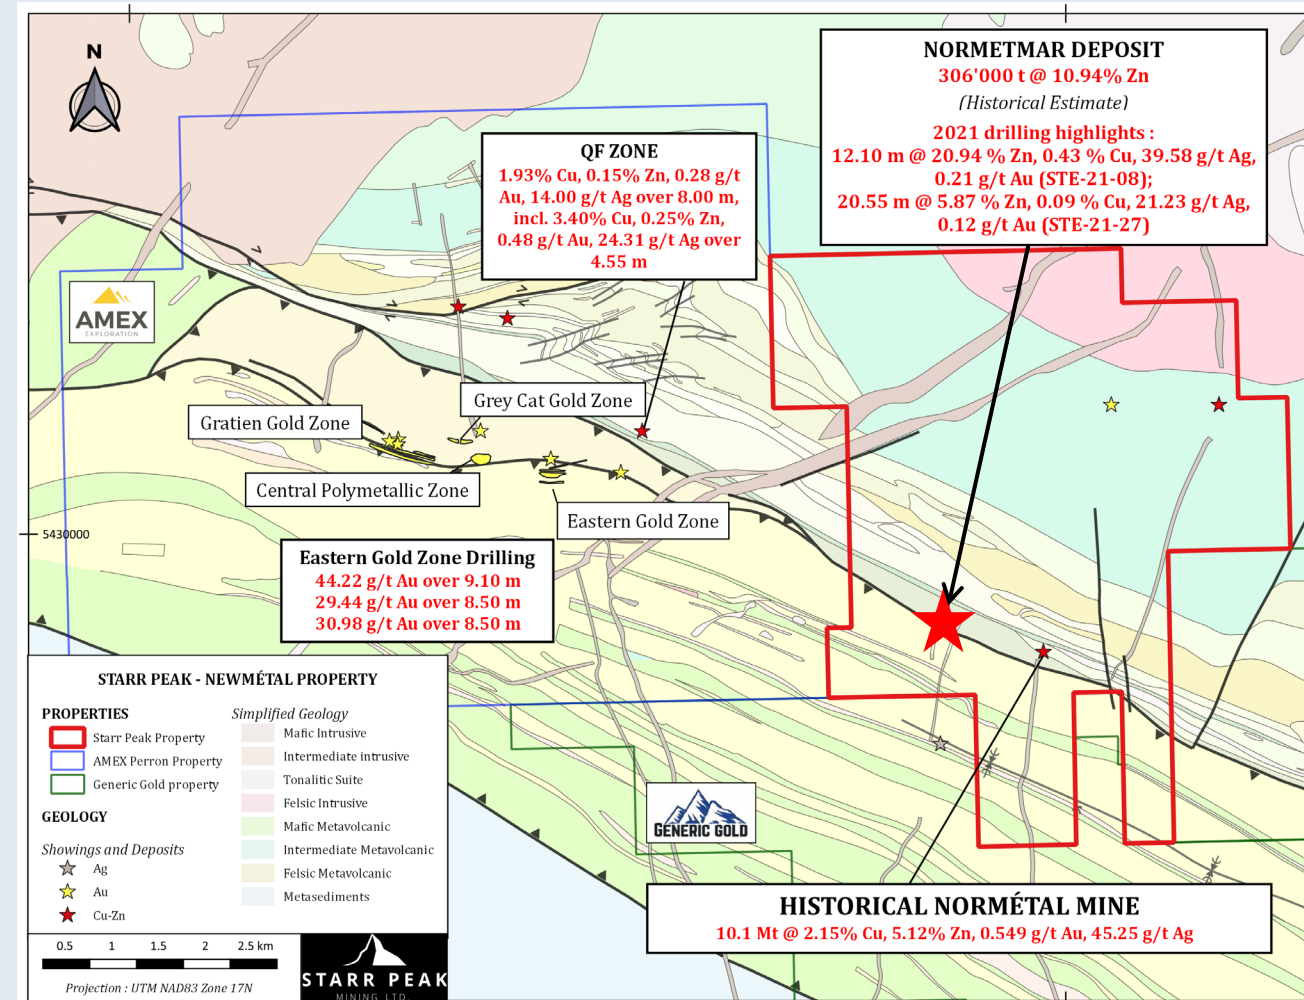 N
NORMETMAR DEPOSIT
306'000 t @ 10.94% Zn
(Historical Estimate)
2021 drilling highlights :
12.10 m @ 20.94 % Zn, 0.43 % Cu, 39.58 g/t Ag,
0.21 g/t Au (STE-21-08);
20.55 m @ 5.87 % Zn, 0.09 % Cu, 21.23 g/t Ag,
0.12 g/t Au (STE-21-27)
QF ZONE
1.93% Cu, 0.15% Zn, 0.28 g/t
Au, 14.00 g/t Ag over 8.00 m,
incl. 3.40% Cu, 0.25% Zn,
0.48 g/t Au, 24.31 g/t Ag over
4.55 m
AMEX
EXPLORATION
Grey Cat Gold Zone
Gratien Gold Zone
Central Polymetallic Zone
Eastern Gold Zone
5430000
Eastern Gold Zone Drilling
44.22 g/t Au over 9.10 m
29.44 g/t Au over 8.50 m
30.98 g/t Au over 8.50 m
STARR PEAK - NEWMÉTAL PROPERTY
PROPERTIES
Starr Peak Property
AMEX Perron Property
Generic Gold property
GEOLOGY
Showings and Deposits
Ag
Au
Cu-Zn
Simplified Geology
Mafic Intrusive
Intermediate intrusive
Tonalitic Suite
Felsic Intrusive
Mafic Metavolcanic
Intermediate Metavolcanic
Felsic Metavolcanic
Metasediments
GENERIC GOLD
HISTORICAL NORMÉTAL MINE
10.1 Mt @ 2.15% Cu, 5.12% Zn, 0.549 g/t Au, 45.25 g/t Ag
0.5 1 1.5 2 2.5 km
Projection : UTM NAD83 Zone 17N
STARR PEAK
MINING LTD.